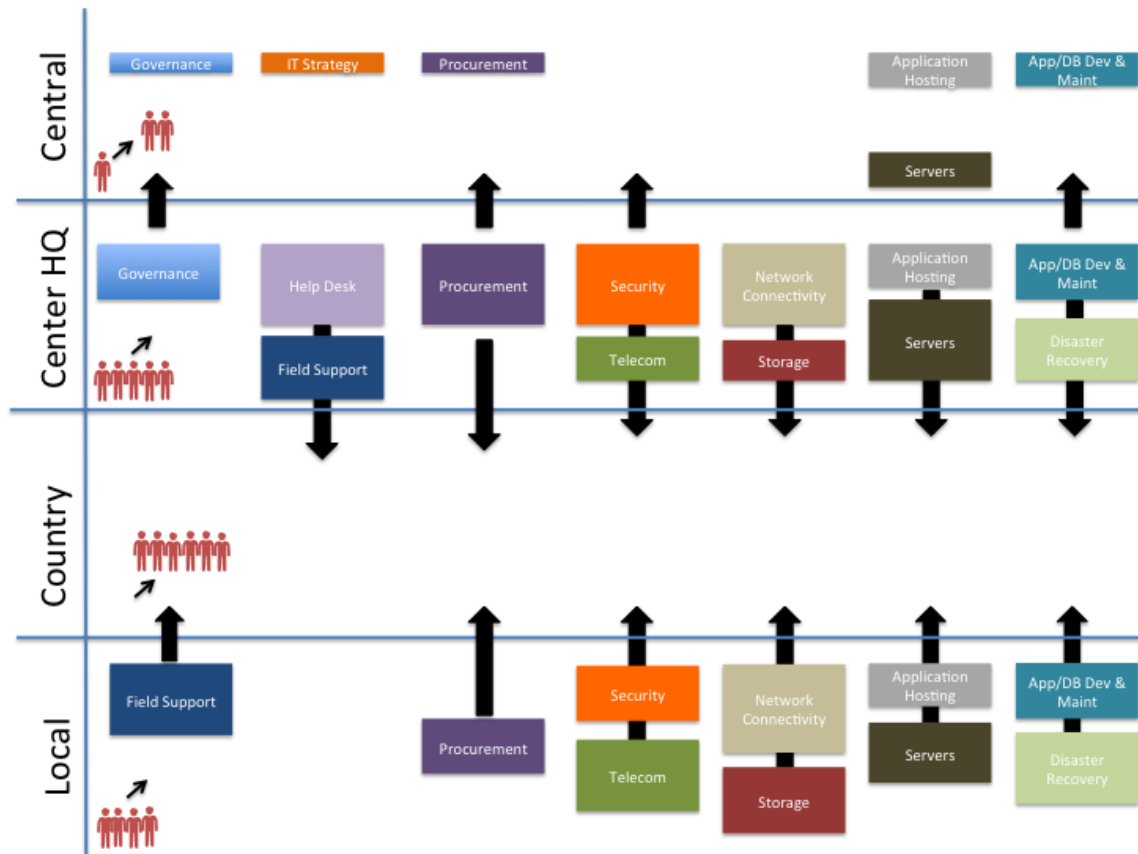 Central
Governance
IT Strategy
Procurement
Application
Hosting
App/DB Dev &
Maint
Servers
Center HQ
Governance
Help Desk
Procurement
Security
Network
Connectivity
Application
Hosting
App/DB Dev &
Maint
Field Support
Telecom
Storage
Servers
Disaster
Recovery
Country
Local
Field Support
Procurement
Security
Network
Connectivity
Application
Hosting
App/DB Dev &
Maint
Telecom
Storage
Servers
Disaster
Recovery